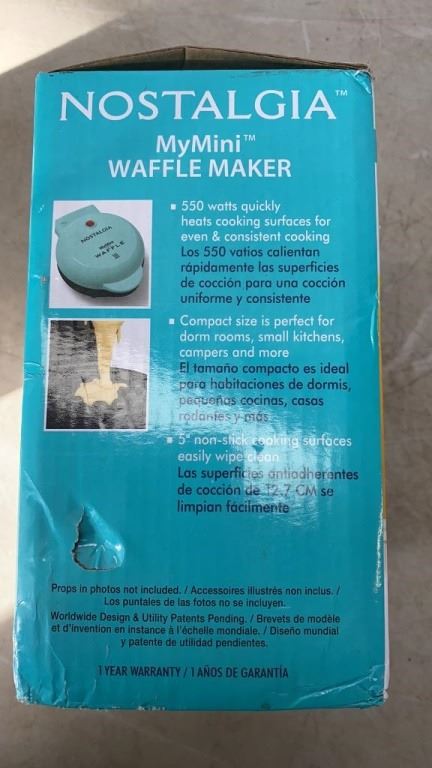 NOSTALGIA™
MyMini™
WAFFLE MAKER
NOSTALGIA
MyMini
WAFFLE
▪ 550 watts quickly
heats cooking surfaces for
even & consistent cooking
Los 550 vatios calientan
rápidamente las superficies
de cocción para una cocción
uniforme y consistente
▪ Compact size is perfect for
dorm rooms, small kitchens,
campers and more
El tamaño compacto es ideal
para habitaciones de dormis,
pequeñas cocinas, casas
rodantes y más
▪ 5" non-stick cooking surfaces
easily wipe clean
Las superficies antiadherentes
de cocción de 12.7 CM se
limpian fácilmente
Props in photos not included. / Accessoires illustrés non inclus. /
Los puntales de las fotos no se incluyen.
Worldwide Design & Utility Patents Pending. / Brevets de modèle
et d'invention en instance à l'échelle mondiale. / Diseño mundial
y patente de utilidad pendientes.
1 YEAR WARRANTY / 1 AÑOS DE GARANTÍA